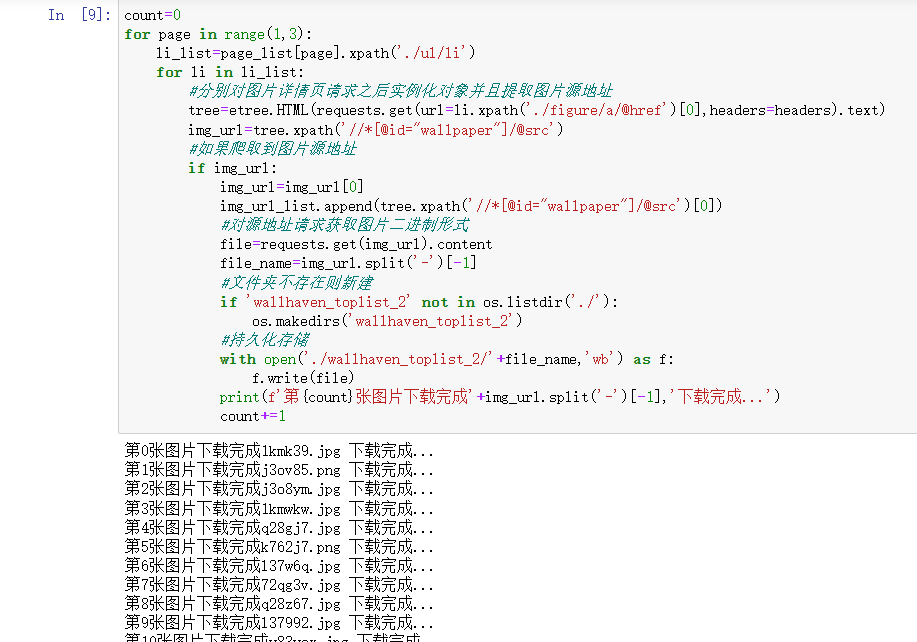 In [9]: count=0
for page in range(1,3):
    li_list=page_list[page].xpath('./ul/li')
    for li in li_list:
        #分别对图片详情页请求之后实例化对象并且提取图片源地址
        tree=etree.HTML(requests.get(url=li.xpath('./figure/a/@href')[0],headers=headers).text)
        img_url=tree.xpath('//*[@id="wallpaper"]/@src')
        #如果爬取到图片源地址
        if img_url:
            img_url=img_url[0]
            img_url_list.append(tree.xpath('//*[@id="wallpaper"]/@src')[0])
            #对源地址请求获取图片二进制形式
            file=requests.get(img_url).content
            file_name=img_url.split('-')[-1]
            #文件夹不存在则新建
            if 'wallhaven_toplist_2' not in os.listdir('./'):
                os.makedirs('wallhaven_toplist_2')
            #持久化存储
            with open('./wallhaven_toplist_2/'+file_name,'wb') as f:
                f.write(file)
            print(f'第{count}张图片下载完成'+img_url.split('-')[-1],'下载完成...')
            count+=1
第0张图片下载完成1kmk39.jpg 下载完成...
第1张图片下载完成j3ov85.png 下载完成...
第2张图片下载完成j3o8ym.jpg 下载完成...
第3张图片下载完成1kmwkw.jpg 下载完成...
第4张图片下载完成q28gj7.jpg 下载完成...
第5张图片下载完成k762j7.png 下载完成...
第6张图片下载完成137w6q.jpg 下载完成...
第7张图片下载完成72qg3v.jpg 下载完成...
第8张图片下载完成q28z67.jpg 下载完成...
第9张图片下载完成137992.jpg 下载完成...
第10张图片下载完成 下载完成